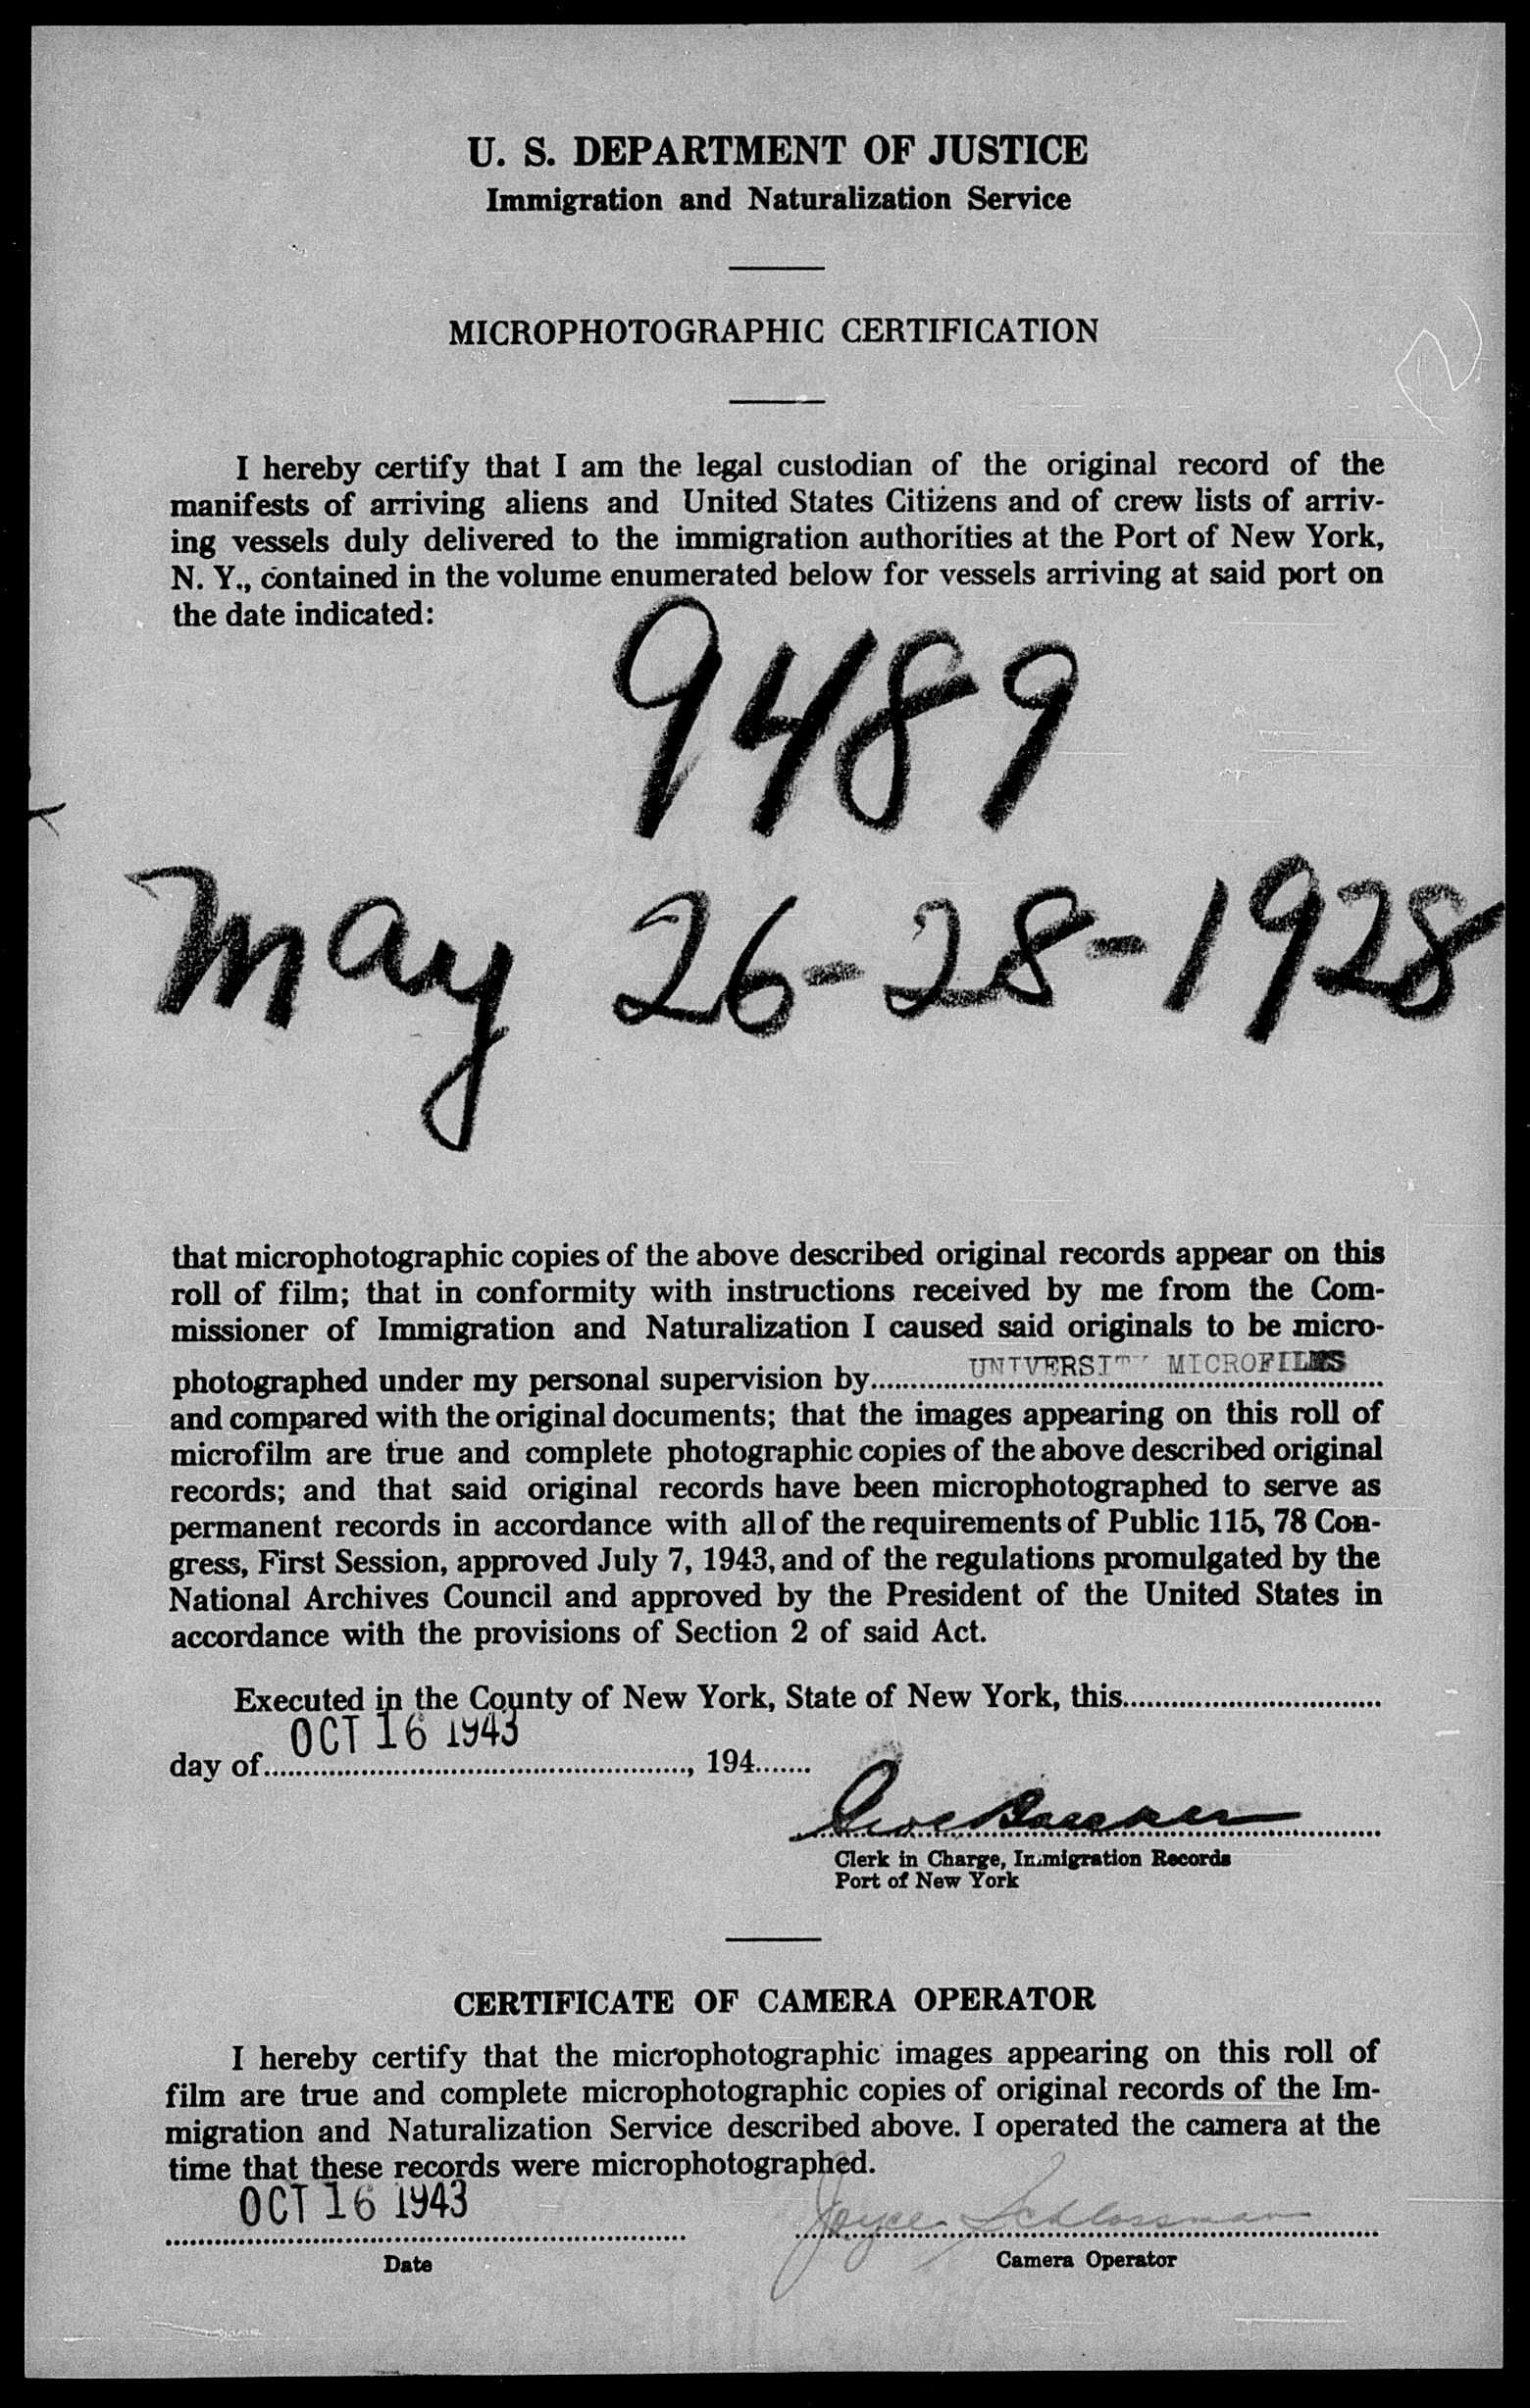 U. S. DEPARTMENT OF JUSTICE
Immigration and Naturalization Service
MICROPHOTOGRAPHIC CERTIFICATION
I hereby certify that I am the legal custodian of the original record of the
manifests of arriving aliens and United States Citizens and of crew lists of arriv-
ing vessels duly delivered to the immigration authorities at the Port of New York,
N. Y., contained in the volume enumerated below for vessels arriving at said port on
the date indicated:
9489
May 26-28-1928
that microphotographic copies of the above described original records appear on this
roll of film; that in conformity with instructions received by me from the Com-
missioner of Immigration and Naturalization I caused said originals to be micro-
photographed under my personal supervision by UNIVERSITY MICROFILMS
and compared with the original documents; that the images appearing on this roll of
microfilm are true and complete photographic copies of the above described original
records; and that said original records have been microphotographed to serve as
permanent records in accordance with all of the requirements of Public 115, 78 Con-
gress, First Session, approved July 7, 1943, and of the regulations promulgated by the
National Archives Council and approved by the President of the United States in
accordance with the provisions of Section 2 of said Act.
Executed in the County of New York, State of New York, this
OCT 16 1943
day of , 194
Clerk in Charge, Immigration Records
Port of New York
CERTIFICATE OF CAMERA OPERATOR
I hereby certify that the microphotographic images appearing on this roll of
film are true and complete microphotographic copies of original records of the Im-
migration and Naturalization Service described above. I operated the camera at the
time that these records were microphotographed.
OCT 16 1943
Joyce Schlossman
Date
Camera Operator